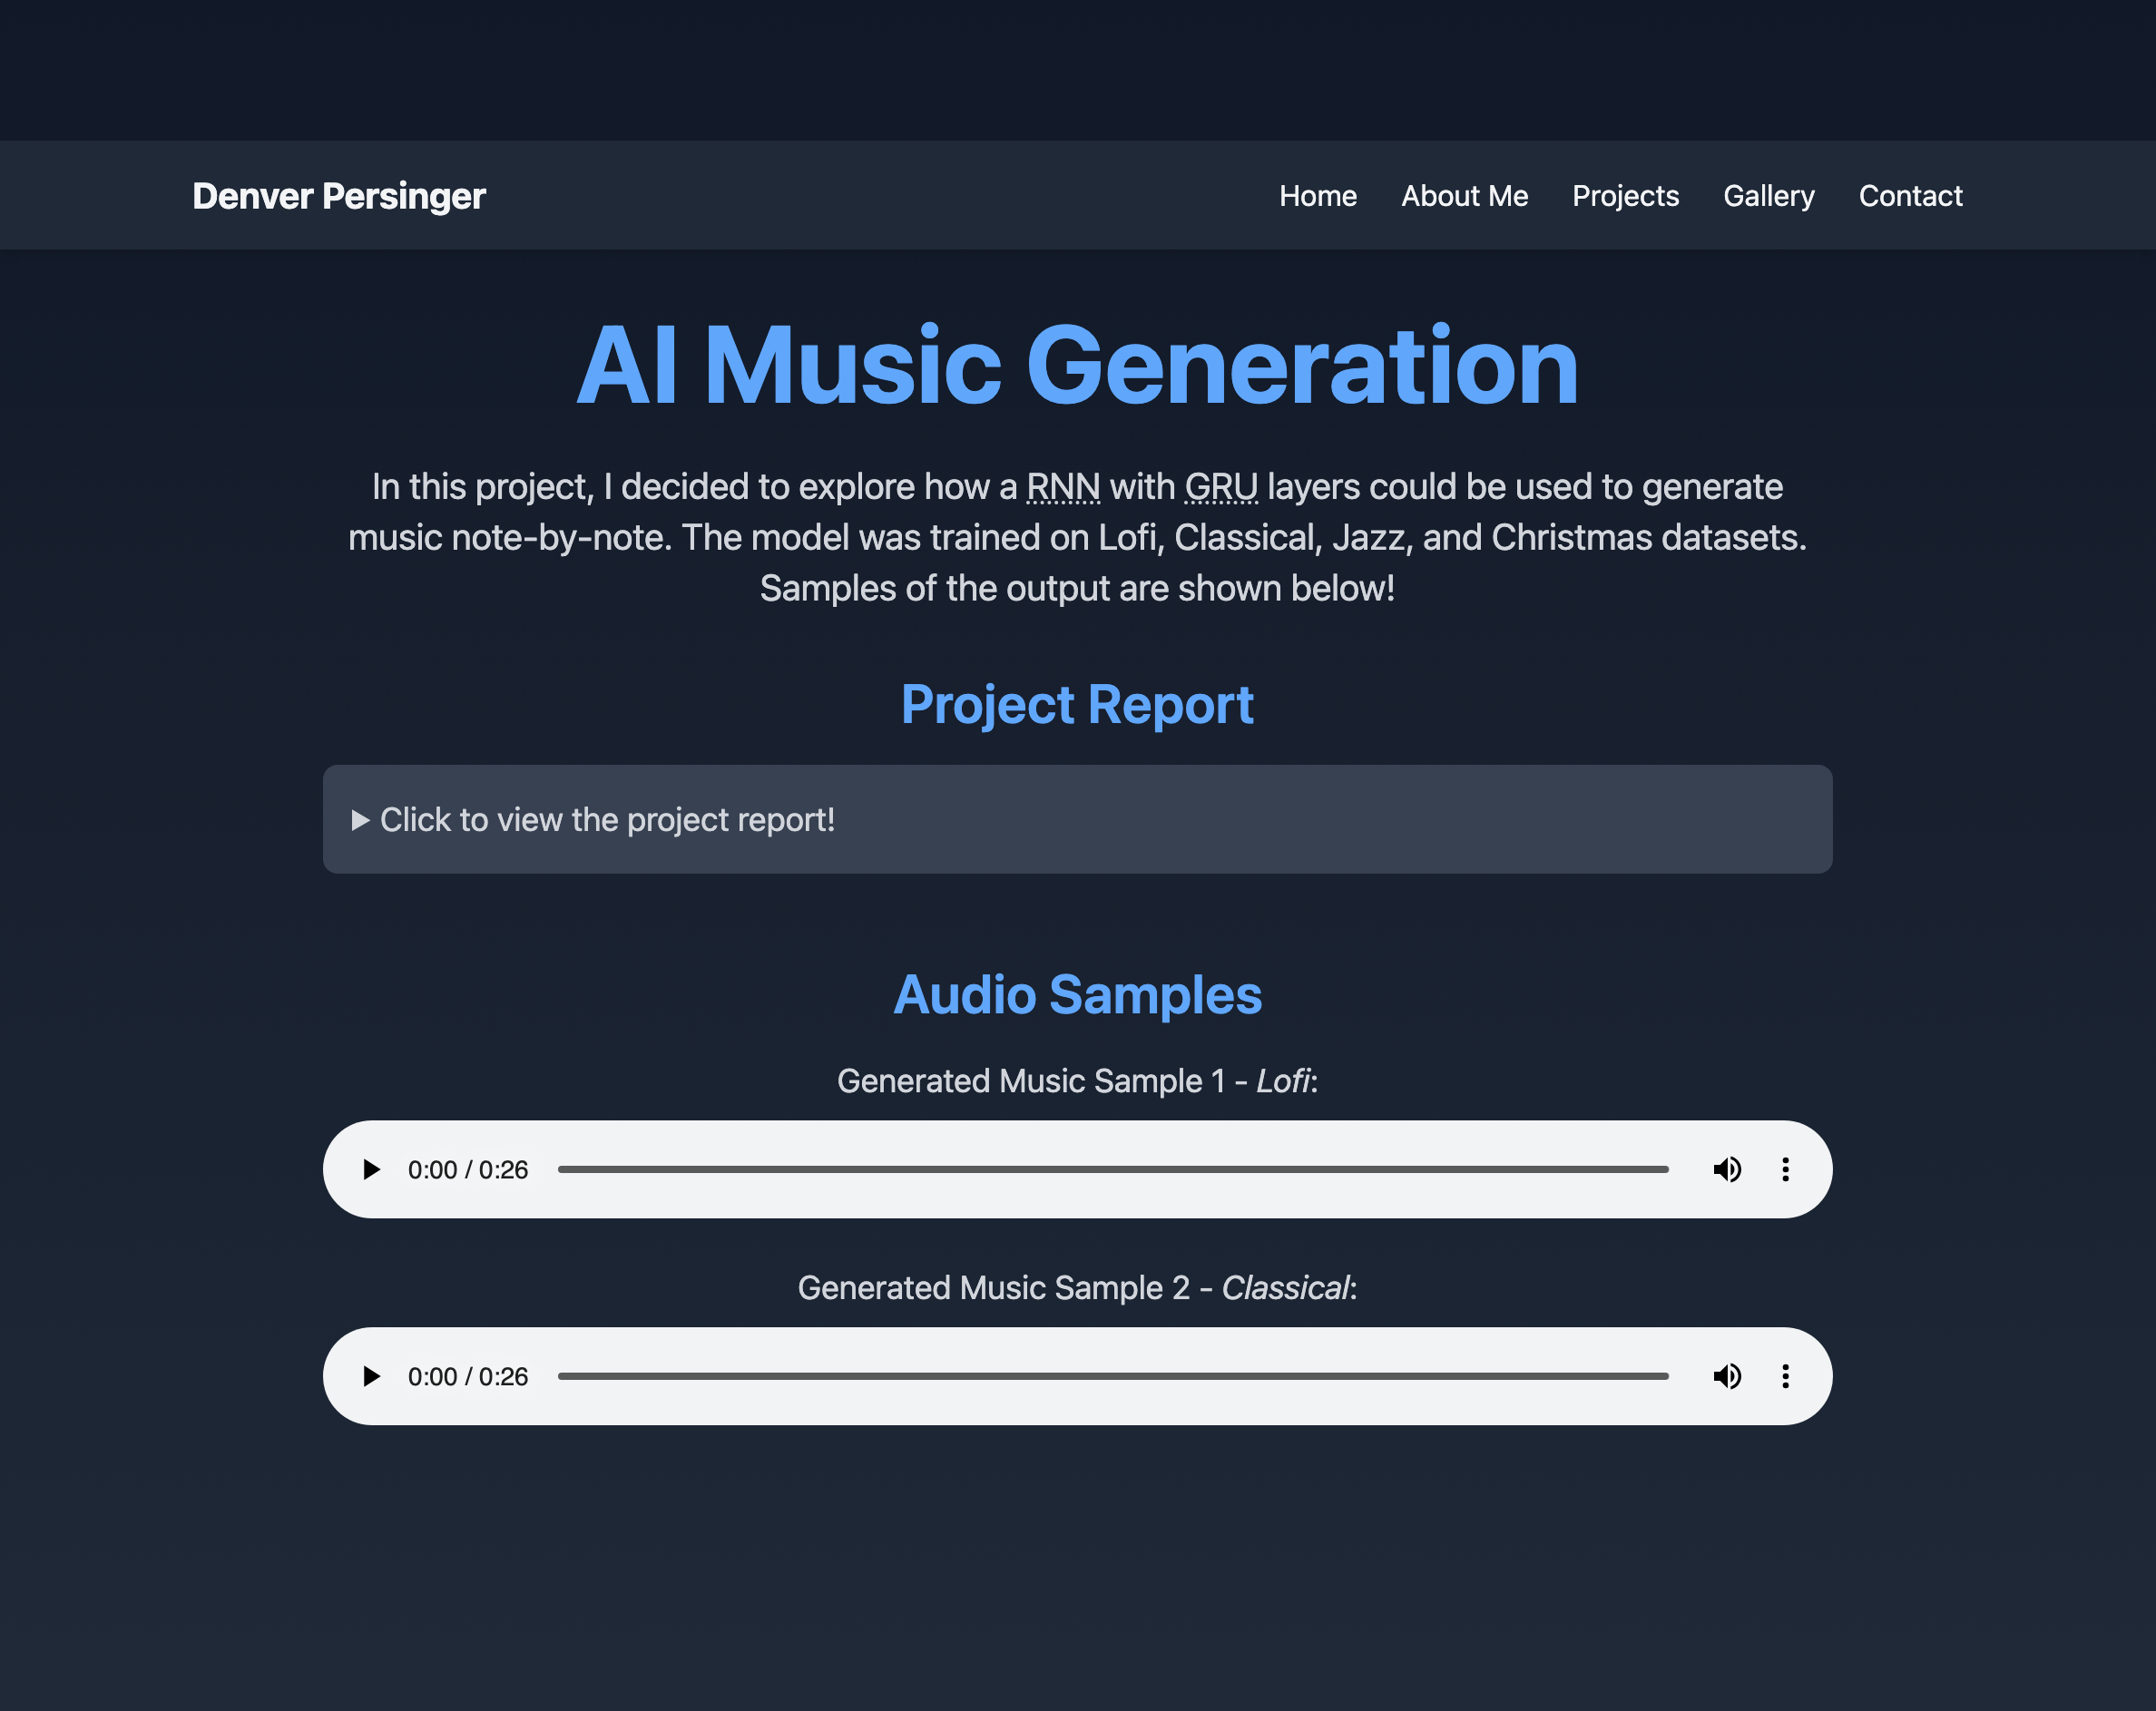 Denver Persinger
Home
About Me
Projects
Gallery
Contact
AI Music Generation
In this project, I decided to explore how a RNN with GRU layers could be used to generate
music note-by-note. The model was trained on Lofi, Classical, Jazz, and Christmas datasets.
Samples of the output are shown below!
Project Report
▶ Click to view the project report!
Audio Samples
Generated Music Sample 1 - Lofi:
0:00 / 0:26
Generated Music Sample 2 - Classical:
0:00 / 0:26